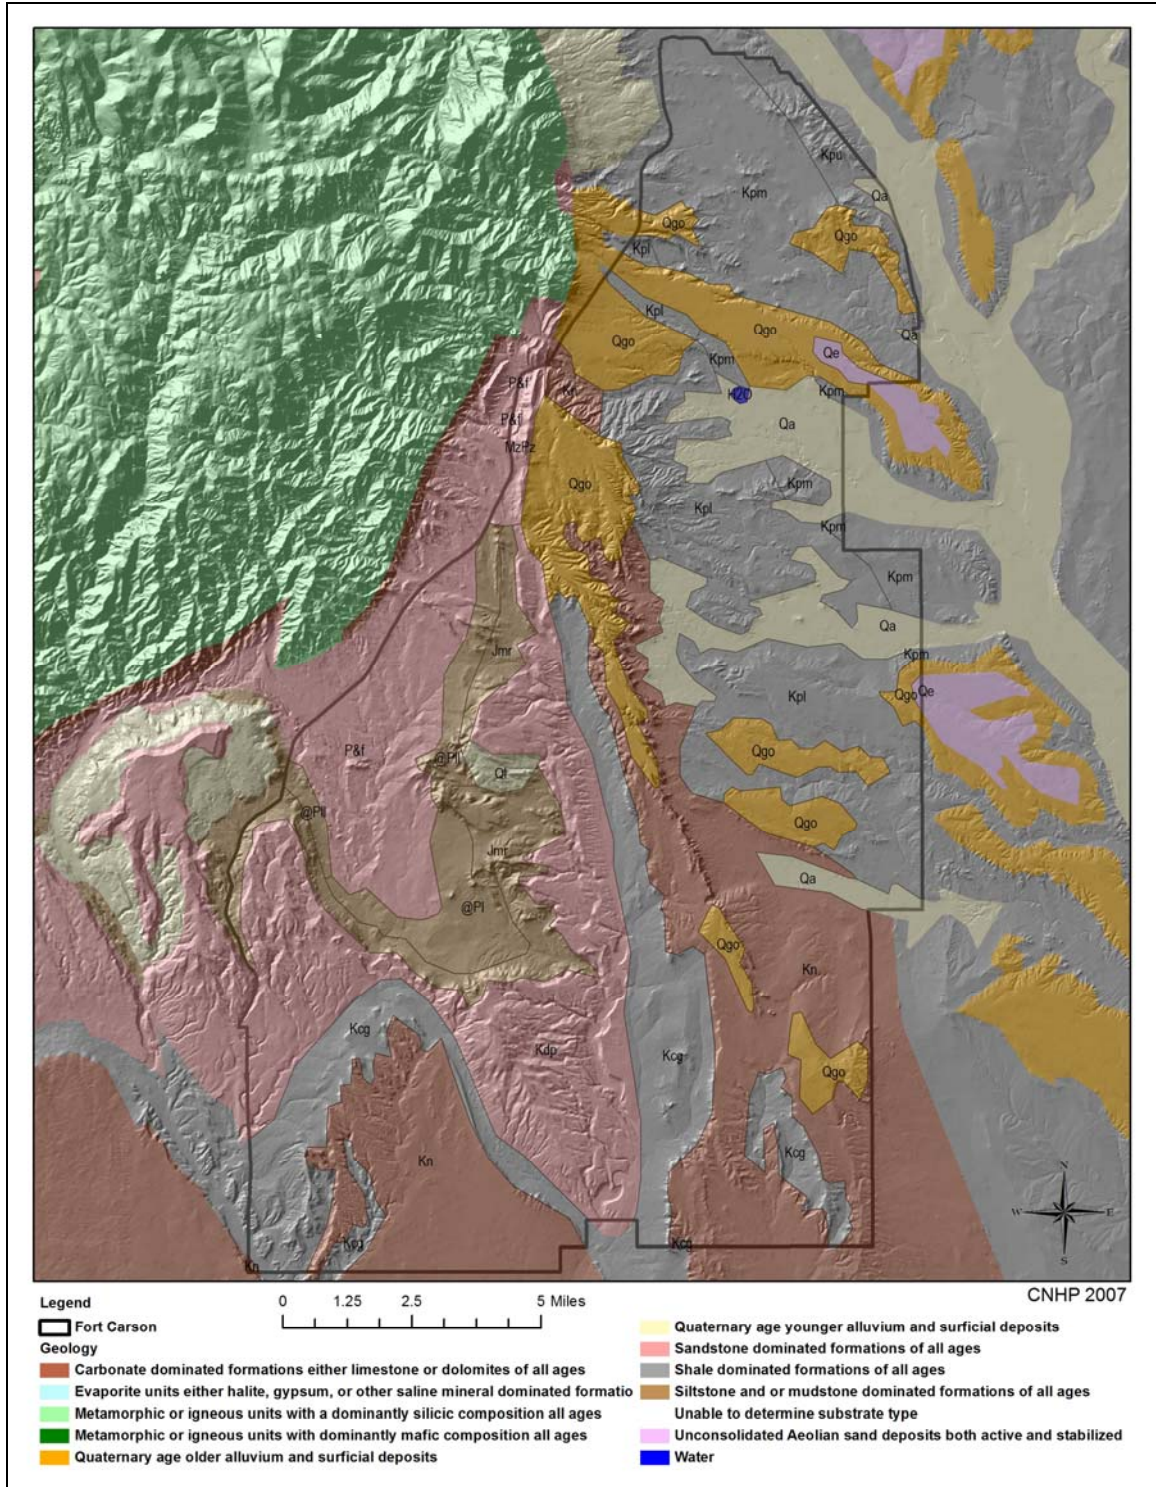 Kpu
Kpm
Qa
Qgo
Qgo
Kpl
Kpl
Qgo
Qgo
Qa
Qe
Kpm
P&f
Kn
H2O
Kpm
P&f
Qa
MzPz
Qgo
Kpm
Kpl
Kpm
Kpm
Qa
Jmr
Kpm
Kpl
Qgo
Qe
P&f
@Pll
Qgo
Qf
@Pll
Qgo
Jmr
Qa
@Pl
Qgo
Kn
Kcg
Kdp
Kcg
Qgo
Kcg
Kn
N
W
E
S
Kcg
Kcg
Kn
CNHP 2007
Legend
0 1.25 2.5 5 Miles
Fort Carson
Geology
Carbonate dominated formations either limestone or dolomites of all ages
Evaporite units either halite, gypsum, or other saline mineral dominated formatio
Metamorphic or igneous units with a dominantly silicic composition all ages
Metamorphic or igneous units with dominantly mafic composition all ages
Quaternary age older alluvium and surficial deposits
Quaternary age younger alluvium and surficial deposits
Sandstone dominated formations of all ages
Shale dominated formations of all ages
Siltstone and or mudstone dominated formations of all ages
Unable to determine substrate type
Unconsolidated Aeolian sand deposits both active and stabilized
Water